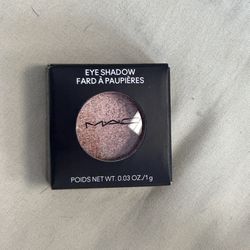 EYE SHADOW
FARD À PAUPIÈRES
MAC
POIDS NET WT. 0.03 OZ./1g